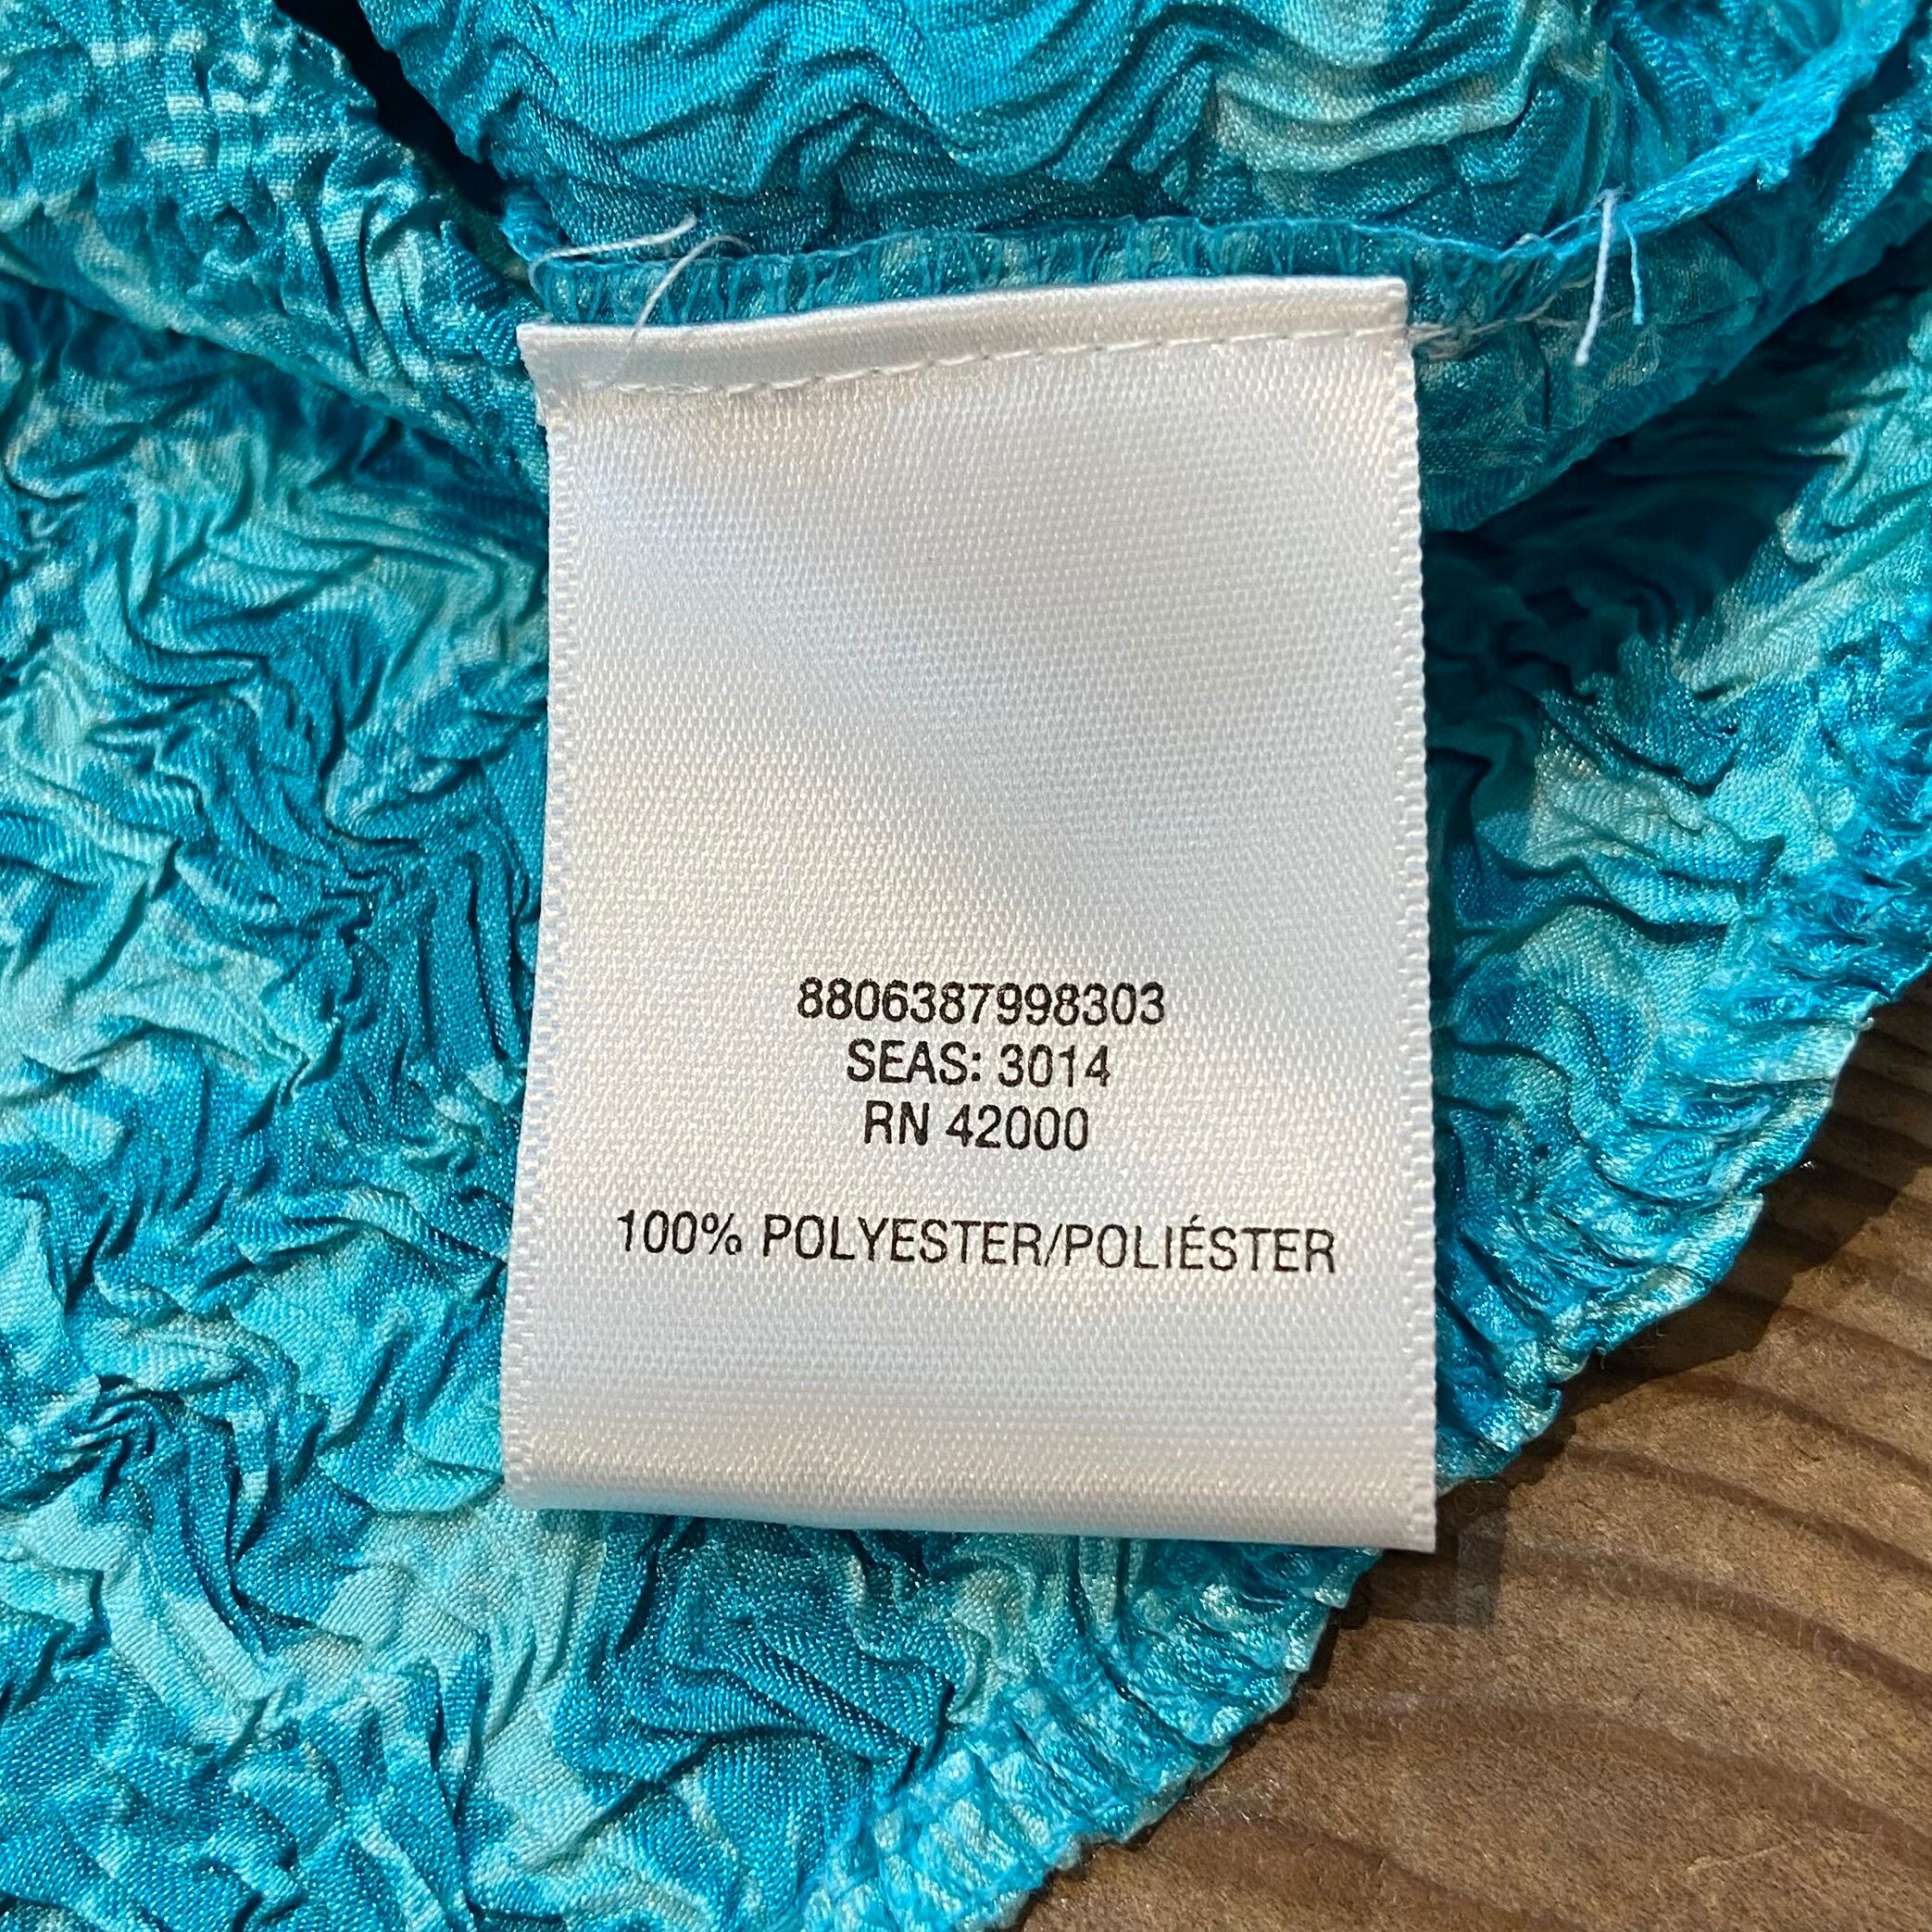 8806387998303
SEAS: 3014
RN 42000
100% POLYESTER/POLIÉSTER